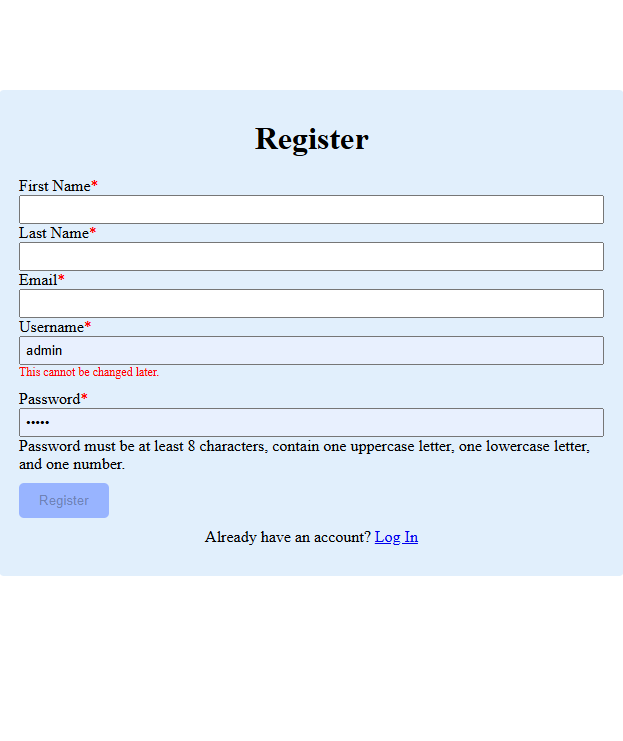 Register
First Name*
Last Name*
Email*
Username*
admin
This cannot be changed later.
Password*
•••••
Password must be at least 8 characters, contain one uppercase letter, one lowercase letter,
and one number.
Register
Already have an account? Log In